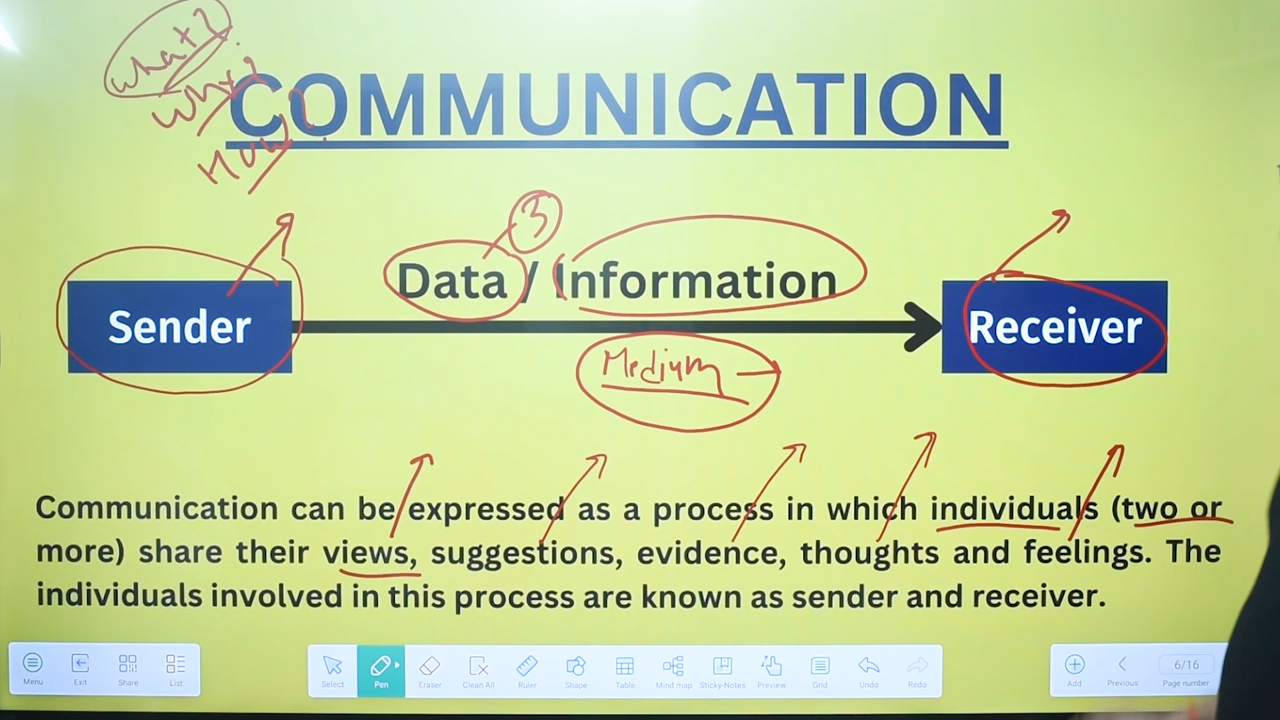 what?
why?
How?
COMMUNICATION
3
Data / Information
Sender
Receiver
Medium
Communication can be expressed as a process in which individuals (two or
more) share their views, suggestions, evidence, thoughts and feelings. The
individuals involved in this process are known as sender and receiver.
Menu
Exit
Share
List
Select
Pen
Eraser
Clean All
Ruler
Shape
Table
Mind map
Sticky-Notes
Preview
Grid
Undo
Redo
Add
Previous
6/16
Page number